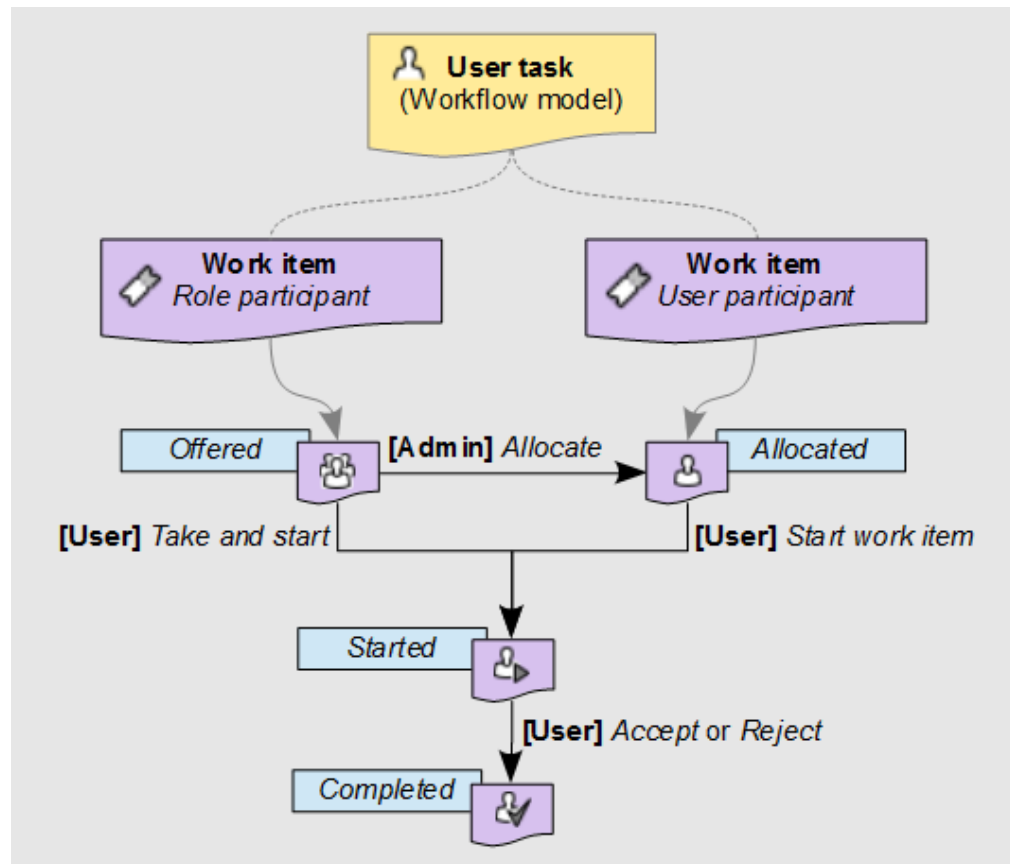 User task
(Workflow model)
Work item
Role participant
Work item
User participant
Offered
[Admin] Allocate
Allocated
[User] Take and start
[User] Start work item
Started
[User] Accept or Reject
Completed